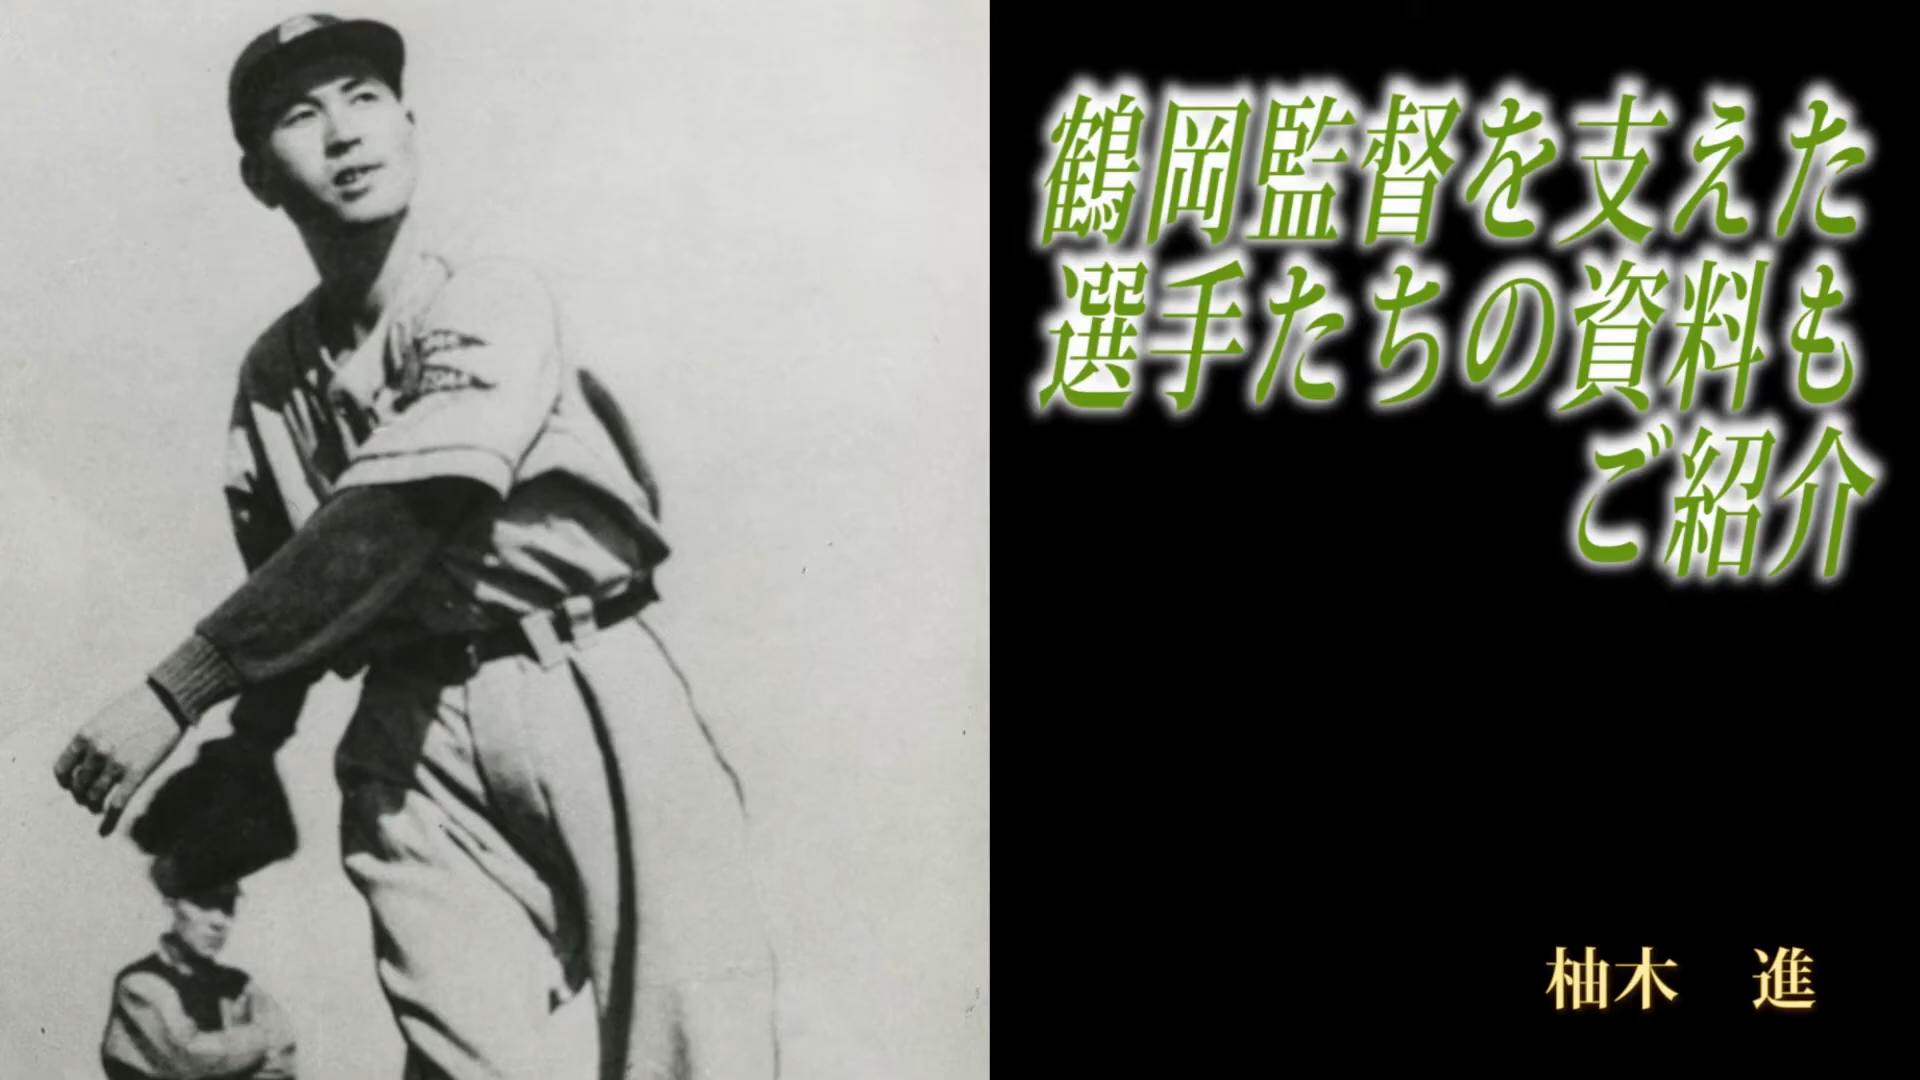 鶴岡監督を支えた
選手たちの資料も
ご紹介
柚木　進